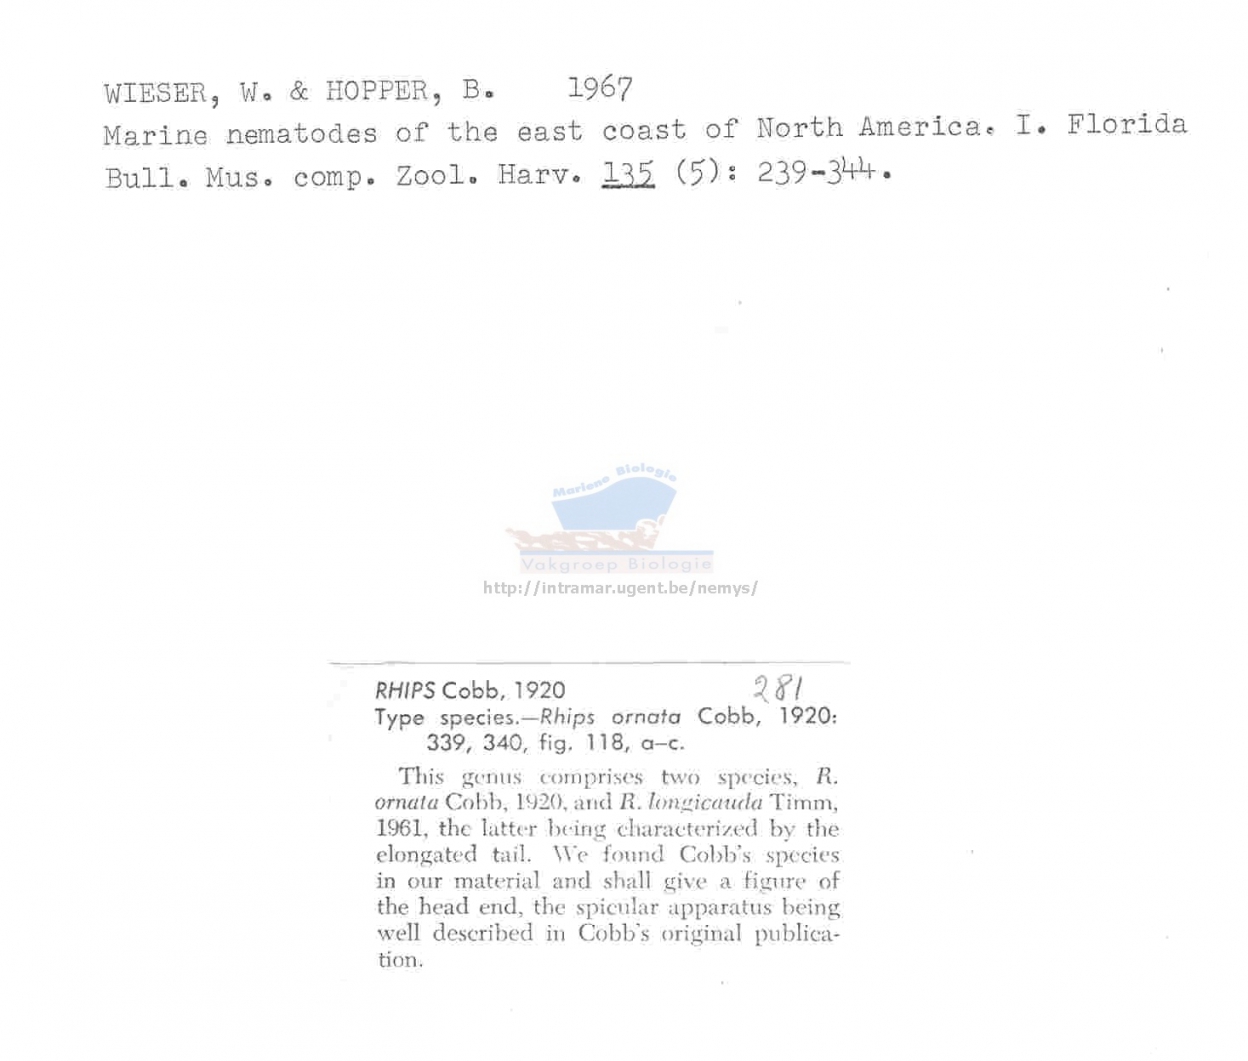 WIESER, W. & HOPPER, B. 1967
Marine nematodes of the east coast of North America. I. Florida
Bull. Mus. comp. Zool. Harv. 135 (5): 239-344.
Mariene Biologie
Vakgroep Biologie
http://intramar.ugent.be/nemys/
RHIPS Cobb, 1920 281
Type species.—Rhips ornata Cobb, 1920:
339, 340, fig. 118, a–c.
This genus comprises two species, R.
ornata Cobb, 1920, and R. longicauda Timm,
1961, the latter being characterized by the
elongated tail. We found Cobb's species
in our material and shall give a figure of
the head end, the spicular apparatus being
well described in Cobb's original publica-
tion.